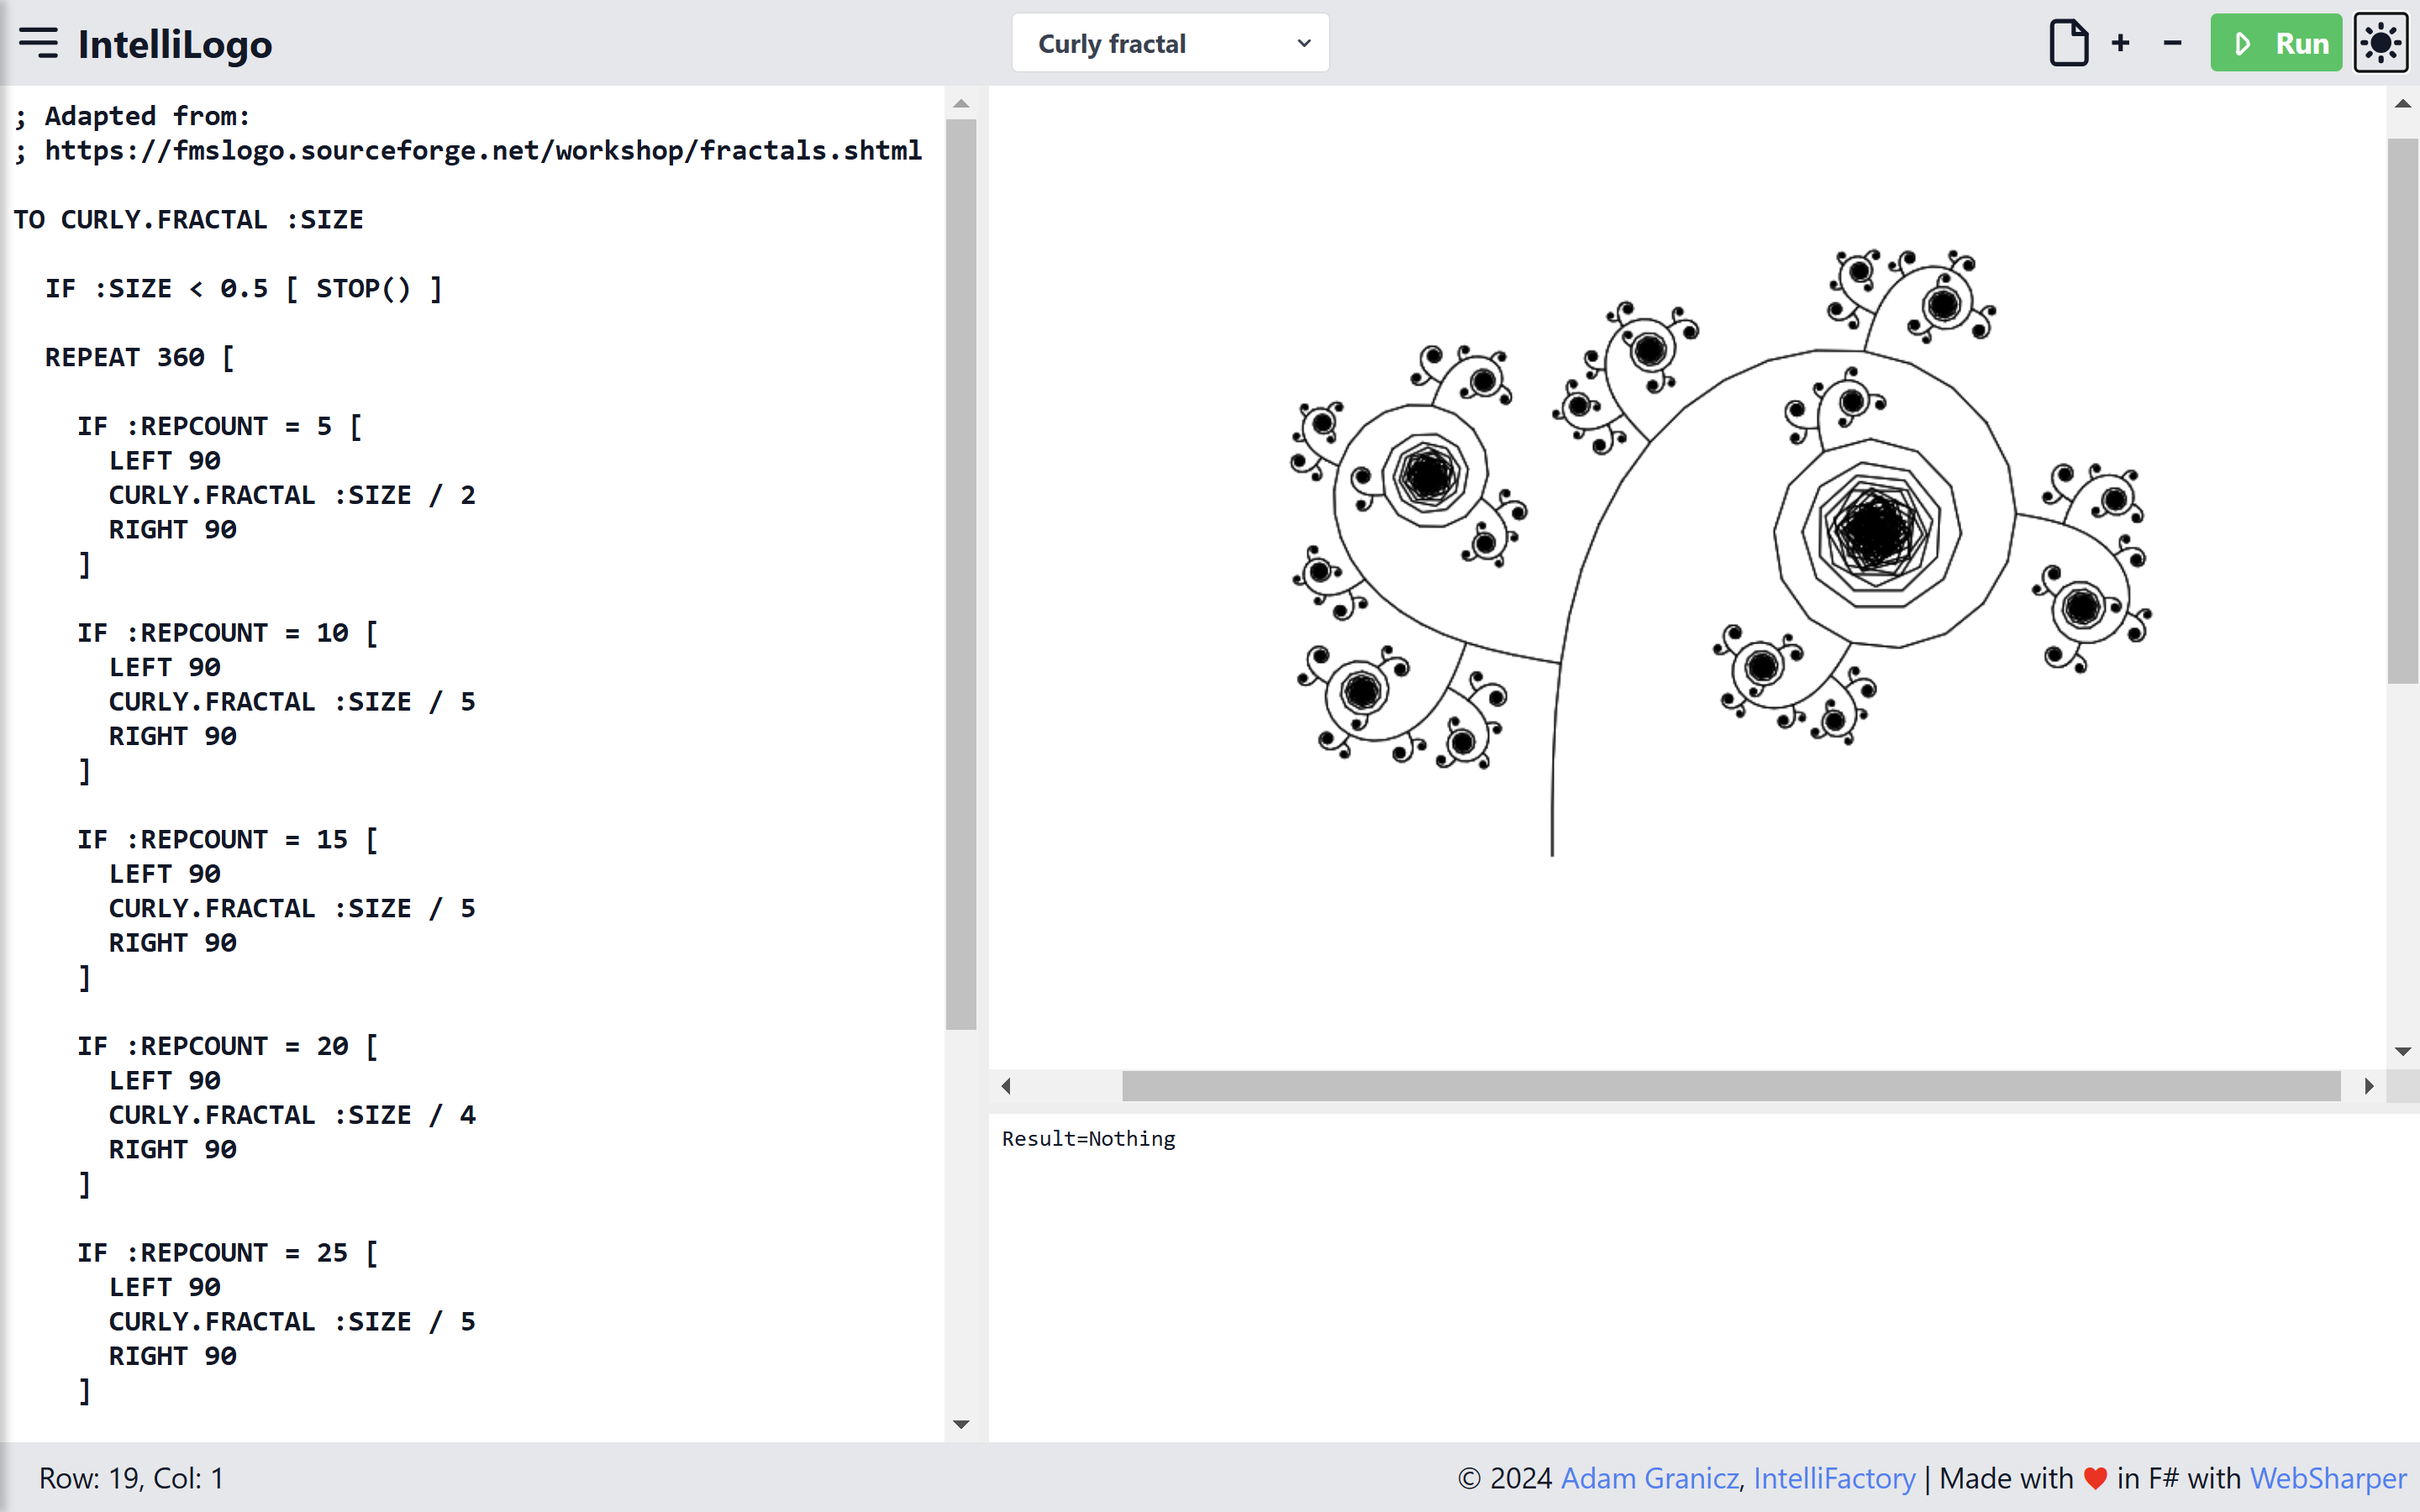 IntelliLogo
Curly fractal
+ −
Run
; Adapted from:
; https://fmslogo.sourceforge.net/workshop/fractals.shtml
TO CURLY.FRACTAL :SIZE
IF :SIZE < 0.5 [ STOP() ]
REPEAT 360 [
IF :REPCOUNT = 5 [
LEFT 90
CURLY.FRACTAL :SIZE / 2
RIGHT 90
]
IF :REPCOUNT = 10 [
LEFT 90
CURLY.FRACTAL :SIZE / 5
RIGHT 90
]
IF :REPCOUNT = 15 [
LEFT 90
CURLY.FRACTAL :SIZE / 5
RIGHT 90
]
IF :REPCOUNT = 20 [
LEFT 90
CURLY.FRACTAL :SIZE / 4
RIGHT 90
]
IF :REPCOUNT = 25 [
LEFT 90
CURLY.FRACTAL :SIZE / 5
RIGHT 90
]
Result=Nothing
Row: 19, Col: 1
© 2024 Adam Granicz, IntelliFactory | Made with ❤ in F# with WebSharper